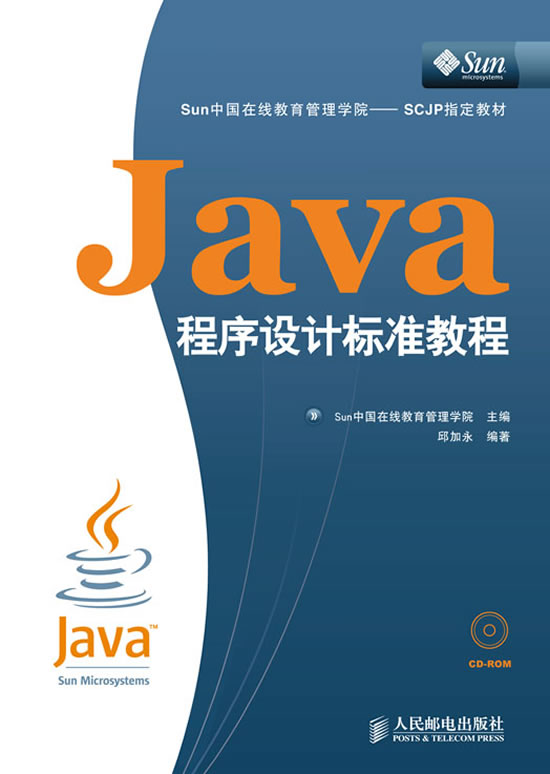 Sun
microsystems
Sun中国在线教育管理学院—— SCJP指定教材
Java
程序设计标准教程
Sun中国在线教育管理学院 主编
邱加永 编著
Java™
Sun Microsystems
CD-ROM
人民邮电出版社
POSTS & TELECOM PRESS